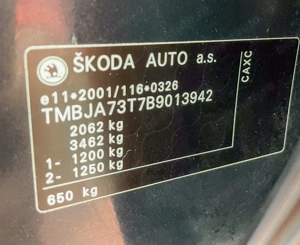 ŠKODA AUTO a.s.
CAXC
e11*2001/116*0326
TMBJA73T7B9013942
2062 kg
3462 kg
1- 1200 kg
2- 1250 kg
650 kg